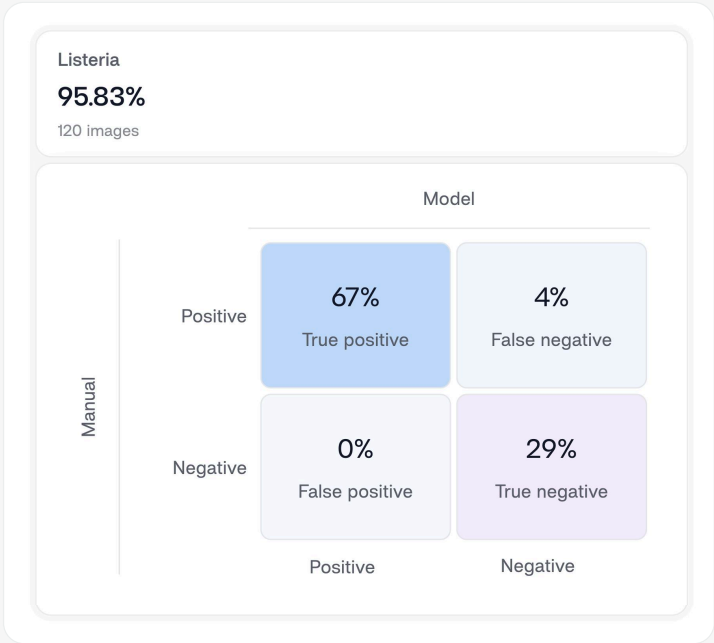 Listeria
95.83%
120 images
Model
Manual
Positive
67%
True positive
4%
False negative
Negative
0%
False positive
29%
True negative
Positive
Negative